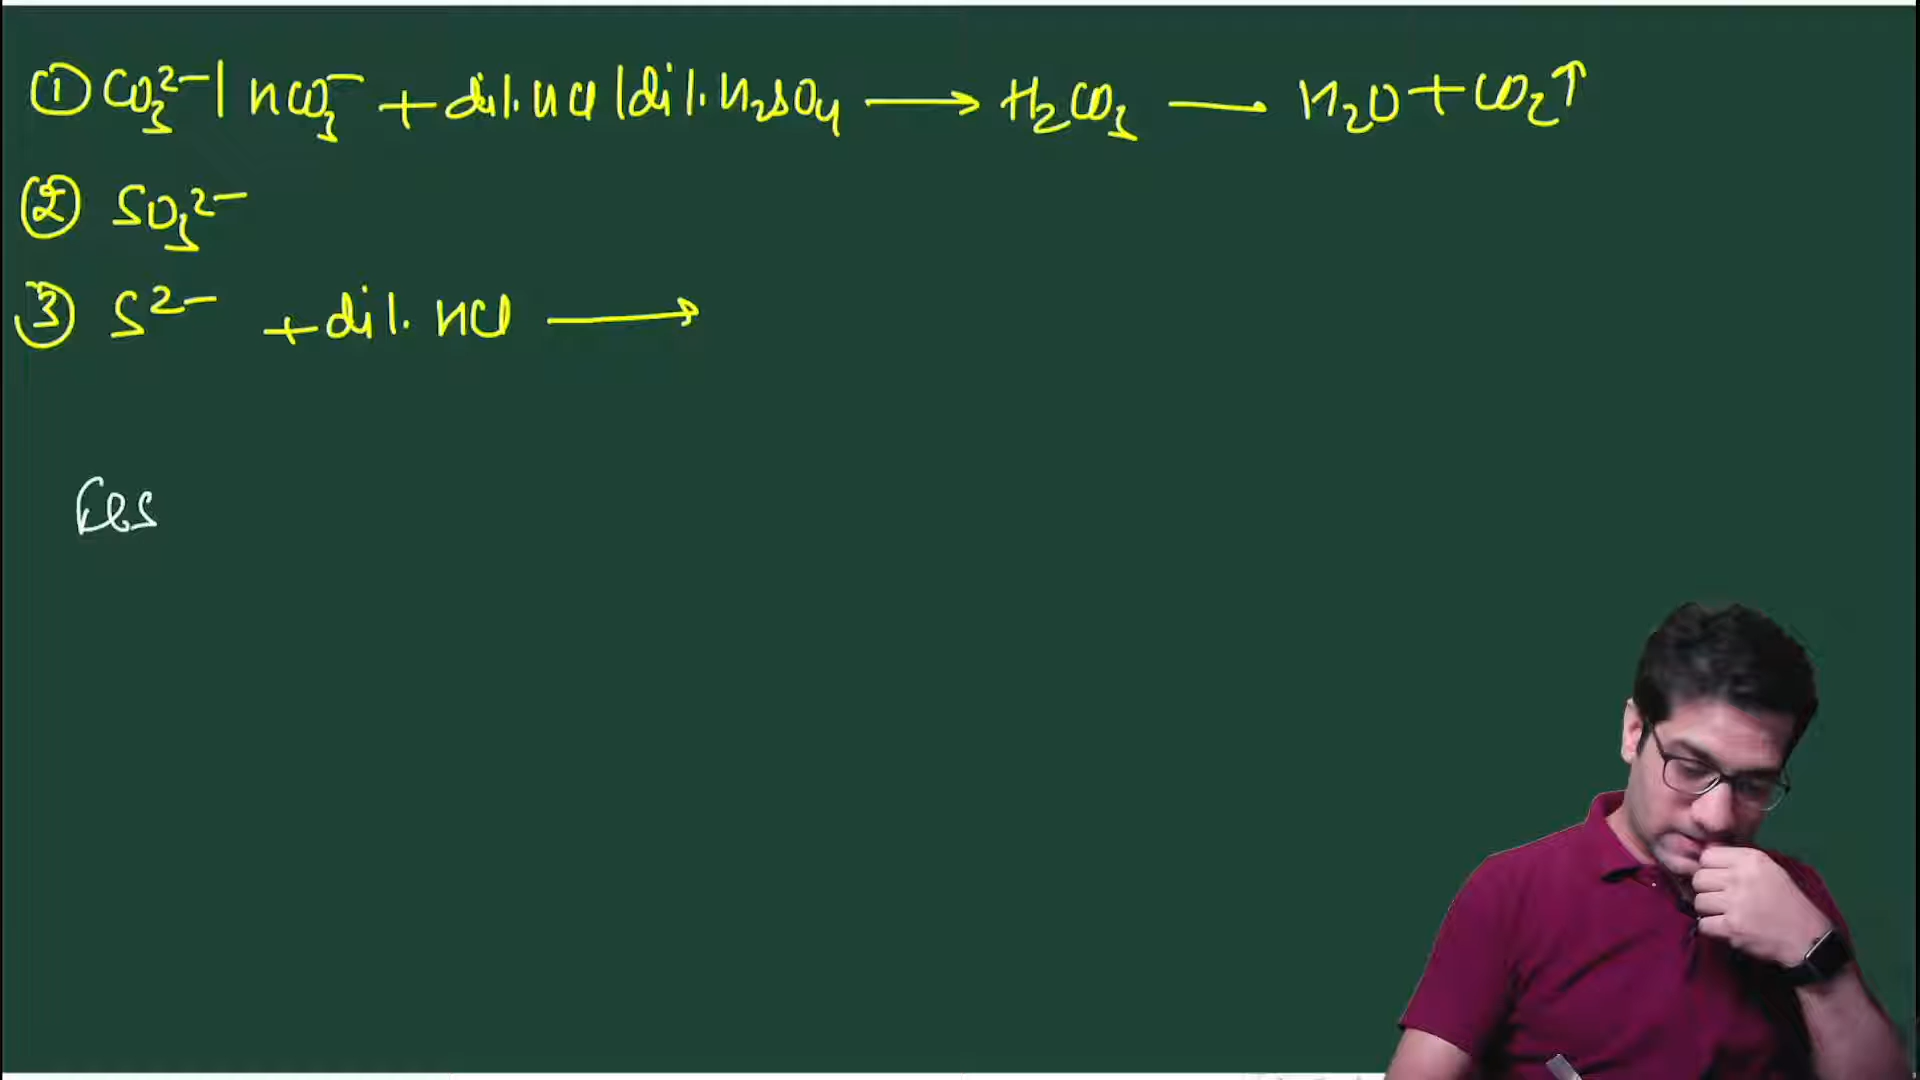 ① CO₃²⁻ | HCO₃⁻ + dil. HCl | dil. H₂SO₄ ⟶ H₂CO₃ — H₂O + CO₂↑
② SO₃²⁻
③ S²⁻ + dil. HCl ⟶
FeS